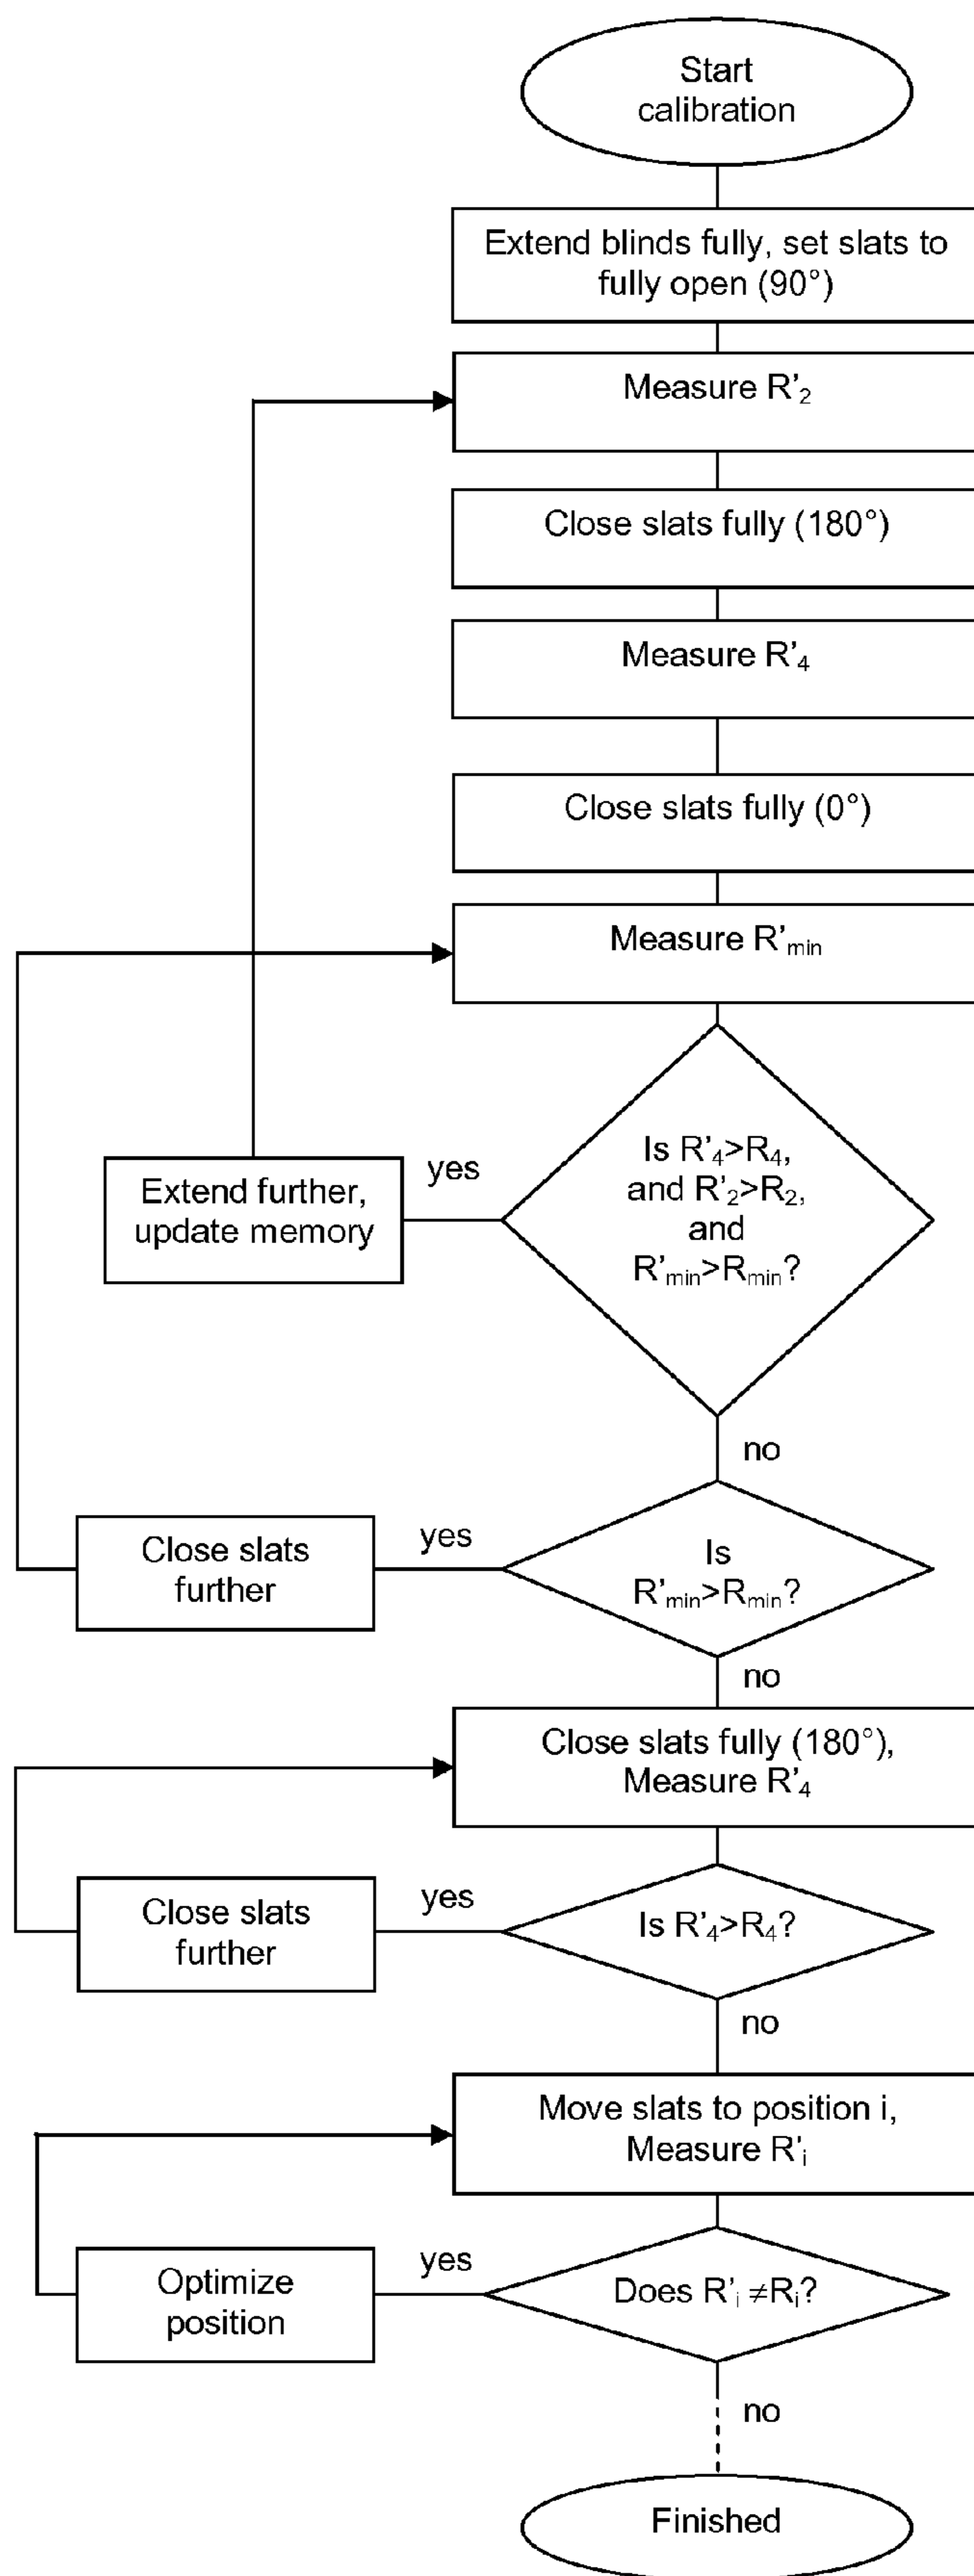 Start
calibration
Extend blinds fully, set slats to
fully open (90°)
Measure R'₂
Close slats fully (180°)
Measure R'₄
Close slats fully (0°)
Measure R'min
Is R'₄>R₄,
and R'₂>R₂,
and
R'min>Rmin?
yes
Extend further,
update memory
no
Is
R'min>Rmin?
yes
Close slats
further
no
Close slats fully (180°),
Measure R'₄
Is R'₄>R₄?
yes
Close slats
further
no
Move slats to position i,
Measure R'ᵢ
Does R'ᵢ ≠Rᵢ?
yes
Optimize
position
no
Finished